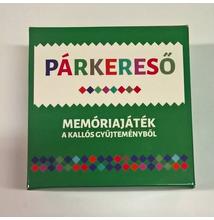 PÁRKERESŐ
MEMÓRIAJÁTÉK
A KALLÓS GYŰJTEMÉNYBŐL